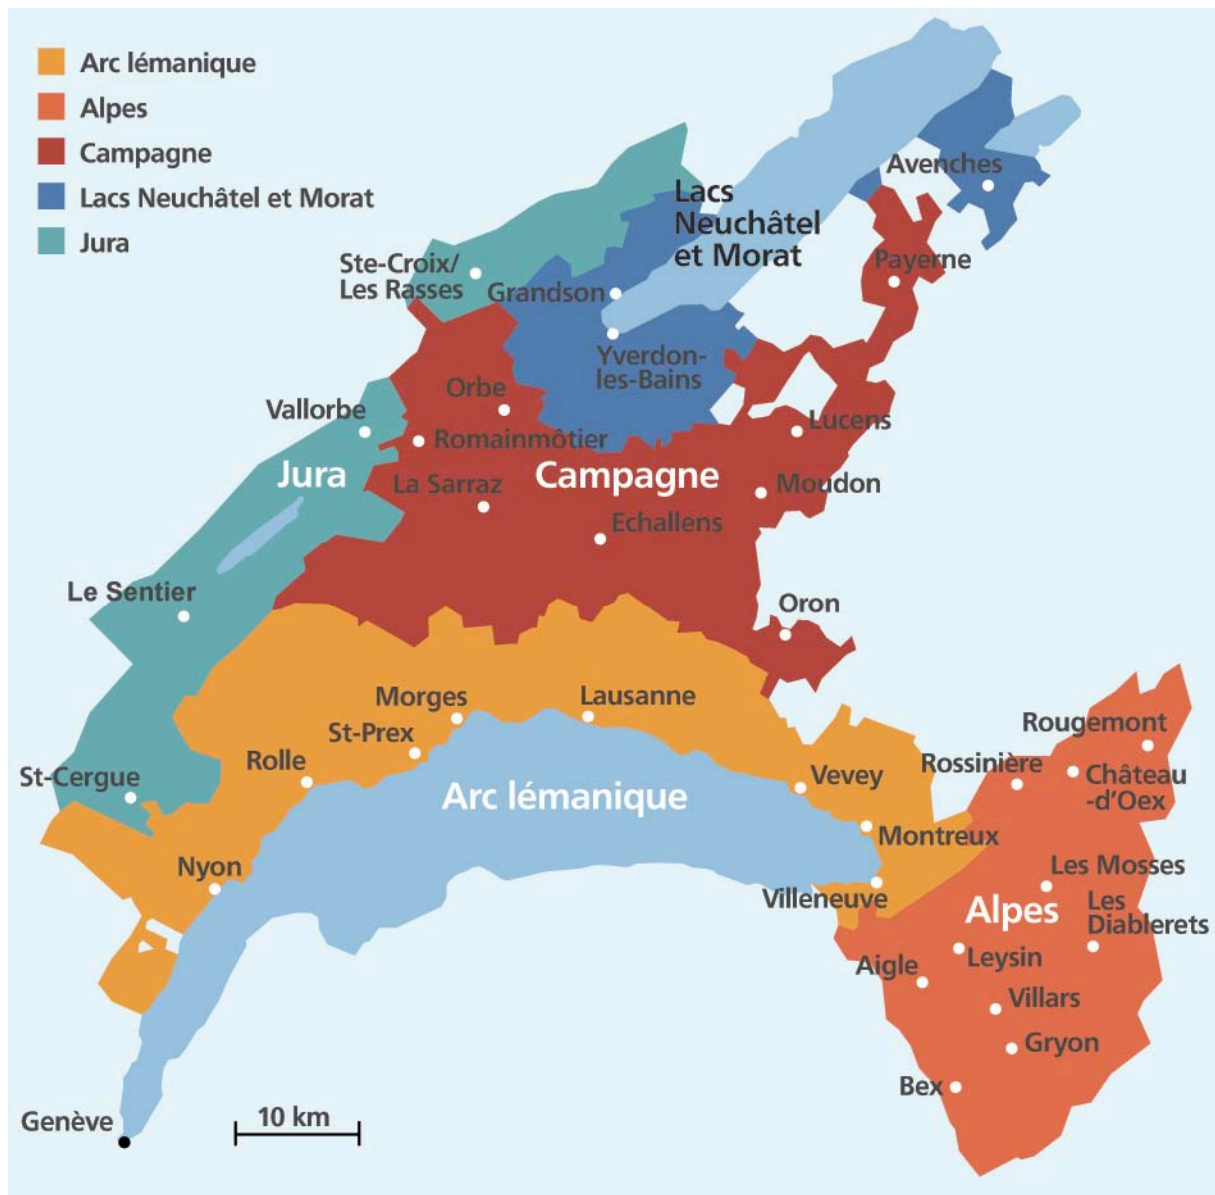 Arc lémanique
Alpes
Campagne
Lacs Neuchâtel et Morat
Jura
Avenches
Lacs
Neuchâtel
et Morat
Payerne
Ste-Croix/
Les Rasses
Grandson
Yverdon-
les-Bains
Orbe
Vallorbe
Lucens
Romainmôtier
Jura
La Sarraz
Campagne
Moudon
Echallens
Le Sentier
Oron
Morges
Lausanne
St-Prex
Rougemont
Rolle
St-Cergue
Arc lémanique
Vevey
Rossinière
Château
-d'Oex
Montreux
Nyon
Les Mosses
Villeneuve
Alpes
Les
Diablerets
Aigle
Leysin
Villars
Gryon
Bex
Genève
10 km